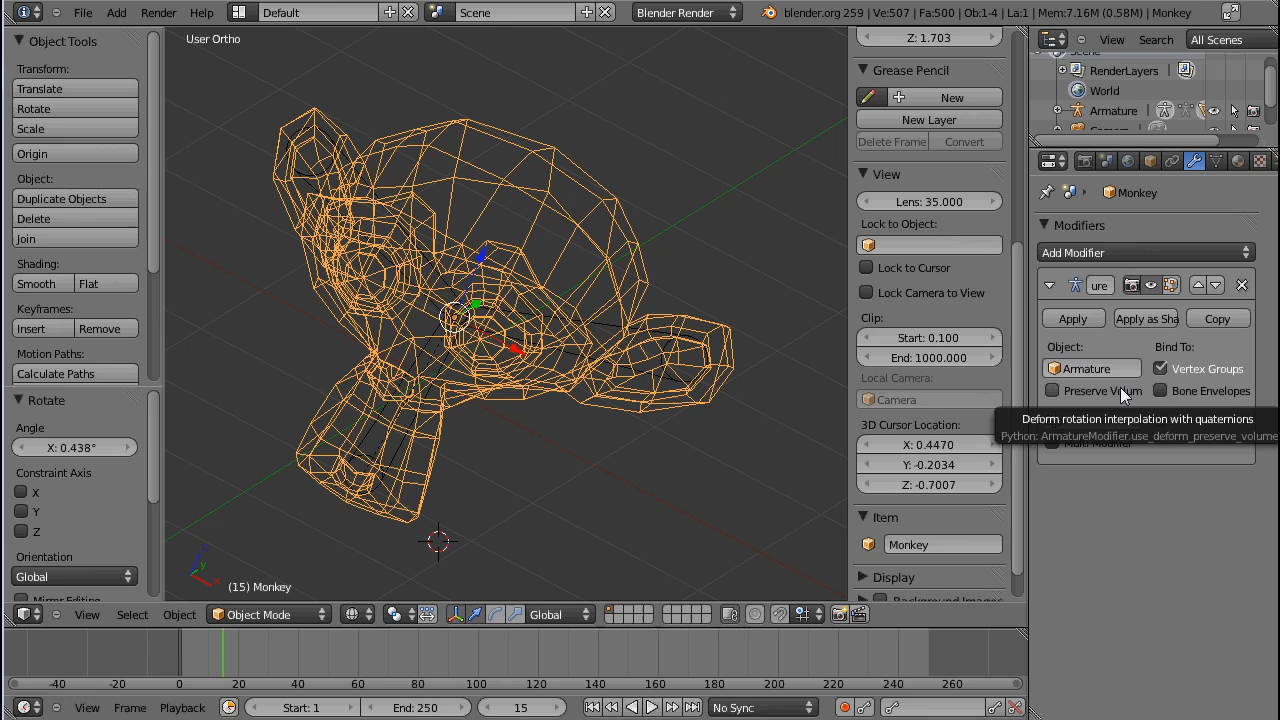 File Add Render Help Default Scene Blender Render blender.org 259 | Ve:507 | Fa:500 | Ob:1-4 | La:1 | Mem:7.16M (0.58M) | Monkey
Object Tools
Transform:
Translate
Rotate
Scale
Origin
Object:
Duplicate Objects
Delete
Join
Shading:
Smooth Flat
Keyframes:
Insert Remove
Motion Paths:
Calculate Paths
Rotate
Angle
X: 0.438°
Constraint Axis
X
Y
Z
Orientation
Global
Mirror Editing
User Ortho
z
y
x
(15) Monkey
Z: 1.703
Grease Pencil
New
New Layer
Delete Frame Convert
View
Lens: 35.000
Lock to Object:
Lock to Cursor
Lock Camera to View
Clip:
Start: 0.100
End: 1000.000
Local Camera:
Camera
3D Cursor Location:
X: 0.4470
Y: -0.2034
Z: -0.7007
Item
Monkey
Display
Background Images
View Search All Scenes
Scene
RenderLayers
World
Armature
Camera
Monkey
Modifiers
Add Modifier
ure
Apply Apply as Sha Copy
Object: Bind To:
Armature Vertex Groups
Preserve Volum Bone Envelopes
Deform rotation interpolation with quaternions
Python: ArmatureModifier.use_deform_preserve_volume
Multi Modifier
View Select Object Object Mode Global
-40 -20 0 20 40 60 80 100 120 140 160 180 200 220 240 260
View Frame Playback Start: 1 End: 250 15 No Sync